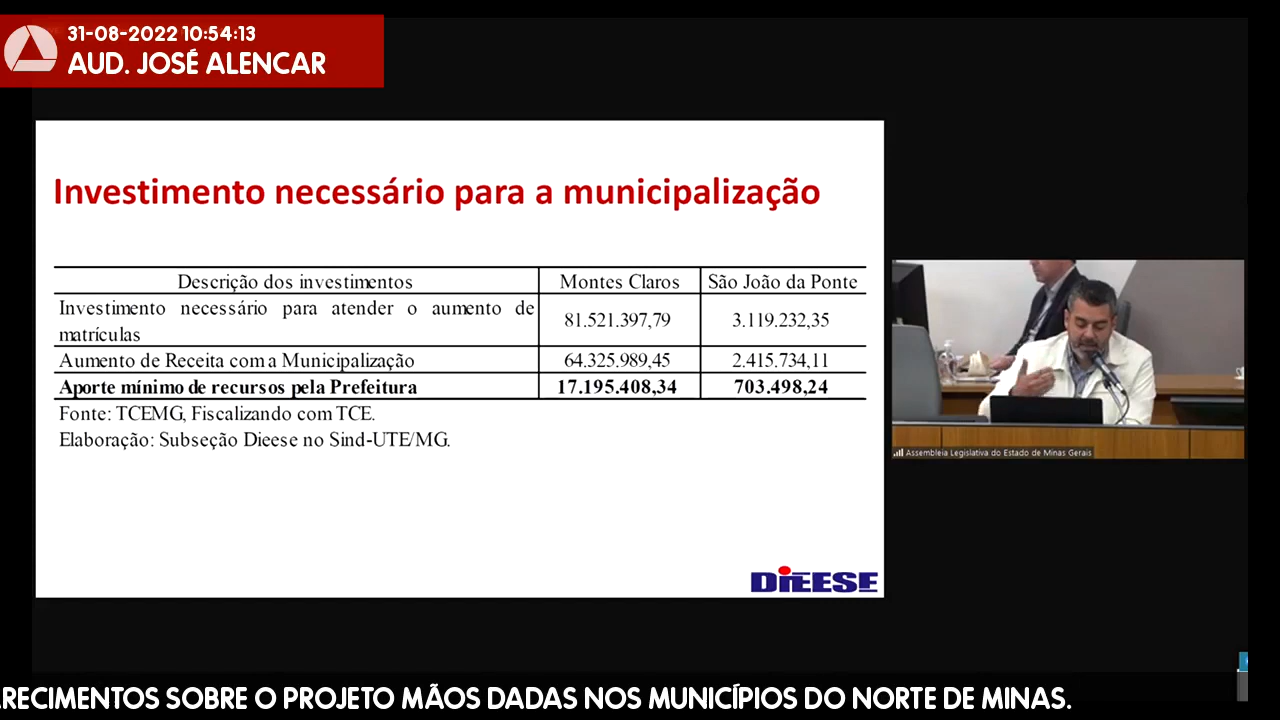 31-08-2022 10:54:13
AUD. JOSÉ ALENCAR
Investimento necessário para a municipalização
Descrição dos investimentos Montes Claros São João da Ponte
Investimento necessário para atender o aumento de
matrículas 81.521.397,79 3.119.232,35
Aumento de Receita com a Municipalização 64.325.989,45 2.415.734,11
Aporte mínimo de recursos pela Prefeitura 17.195.408,34 703.498,24
Fonte: TCEMG, Fiscalizando com TCE.
Elaboração: Subseção Dieese no Sind-UTE/MG.
DIEESE
Assembleia Legislativa do Estado de Minas Gerais
RECIMENTOS SOBRE O PROJETO MÃOS DADAS NOS MUNICÍPIOS DO NORTE DE MINAS.